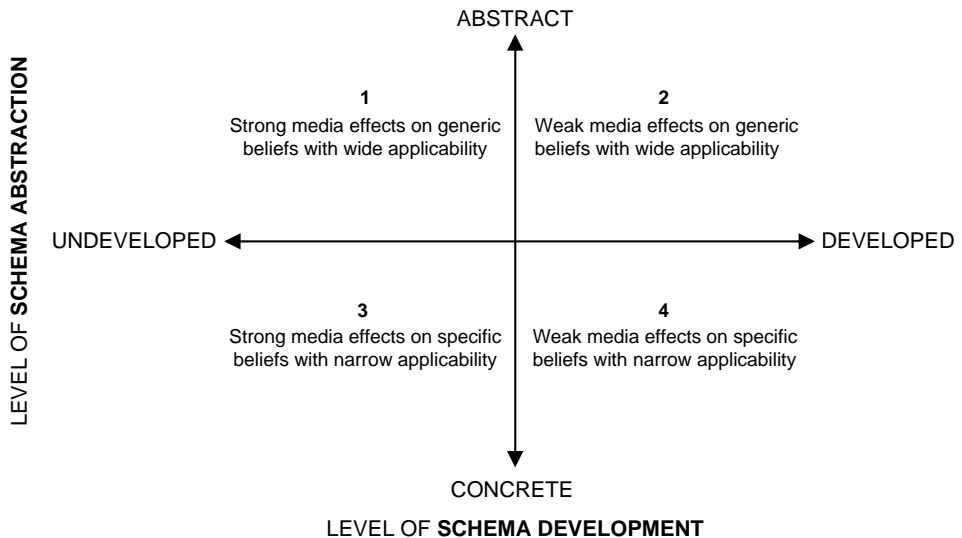 ABSTRACT
LEVEL OF SCHEMA ABSTRACTION
1
Strong media effects on generic
beliefs with wide applicability
2
Weak media effects on generic
beliefs with wide applicability
UNDEVELOPED
DEVELOPED
3
Strong media effects on specific
beliefs with narrow applicability
4
Weak media effects on specific
beliefs with narrow applicability
CONCRETE
LEVEL OF SCHEMA DEVELOPMENT